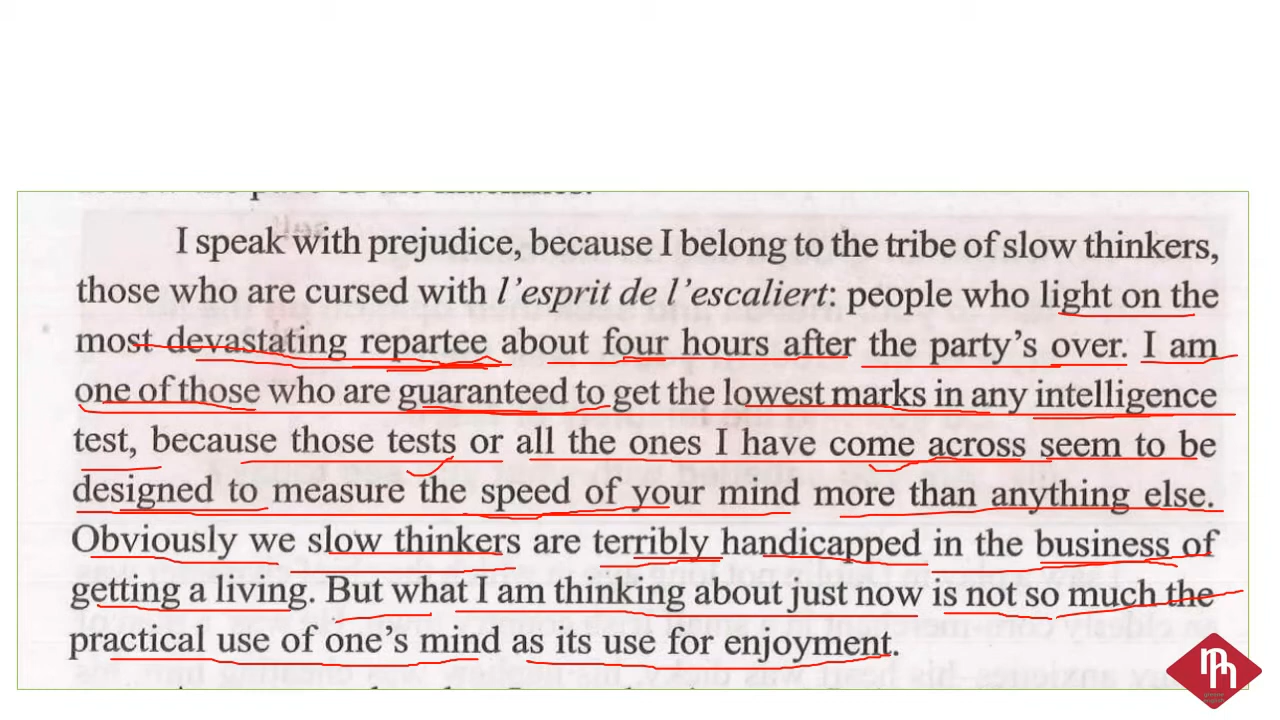 I speak with prejudice, because I belong to the tribe of slow thinkers,
those who are cursed with l'esprit de l'escaliert: people who light on the
most devastating repartee about four hours after the party's over. I am
one of those who are guaranteed to get the lowest marks in any intelligence
test, because those tests or all the ones I have come across seem to be
designed to measure the speed of your mind more than anything else.
Obviously we slow thinkers are terribly handicapped in the business of
getting a living. But what I am thinking about just now is not so much the
practical use of one's mind as its use for enjoyment.